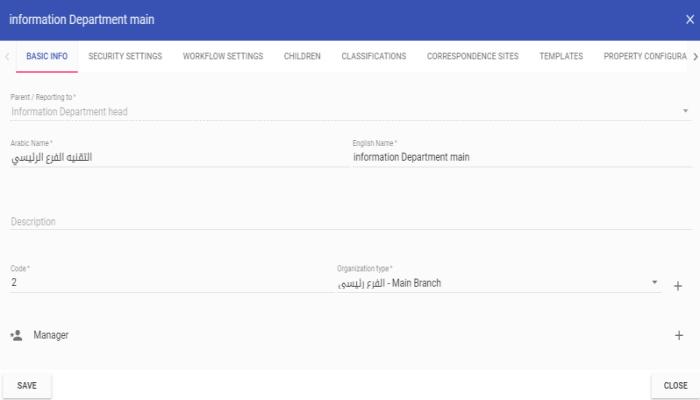 information Department main
BASIC INFO SECURITY SETTINGS WORKFLOW SETTINGS CHILDREN CLASSIFICATIONS CORRESPONDENCE SITES TEMPLATES PROPERTY CONFIGURA
Parent / Reporting to *
Information Department head
Arabic Name * English Name *
التقنيه الفرع الرئيسي information Department main
Description
Code * Organization type *
2 الفرع رئيسى - Main Branch
Manager
SAVE CLOSE